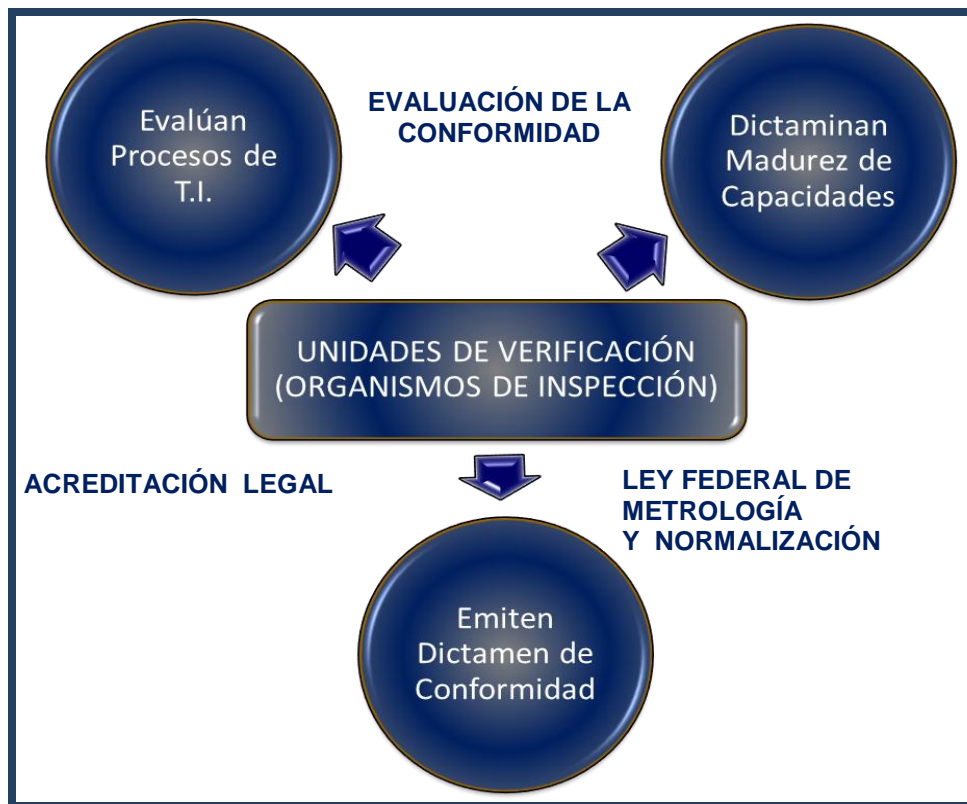 Evalúan
Procesos de
T.I.
EVALUACIÓN DE LA
CONFORMIDAD
Dictaminan
Madurez de
Capacidades
UNIDADES DE VERIFICACIÓN
(ORGANISMOS DE INSPECCIÓN)
ACREDITACIÓN LEGAL
LEY FEDERAL DE
METROLOGÍA
Y NORMALIZACIÓN
Emiten
Dictamen de
Conformidad